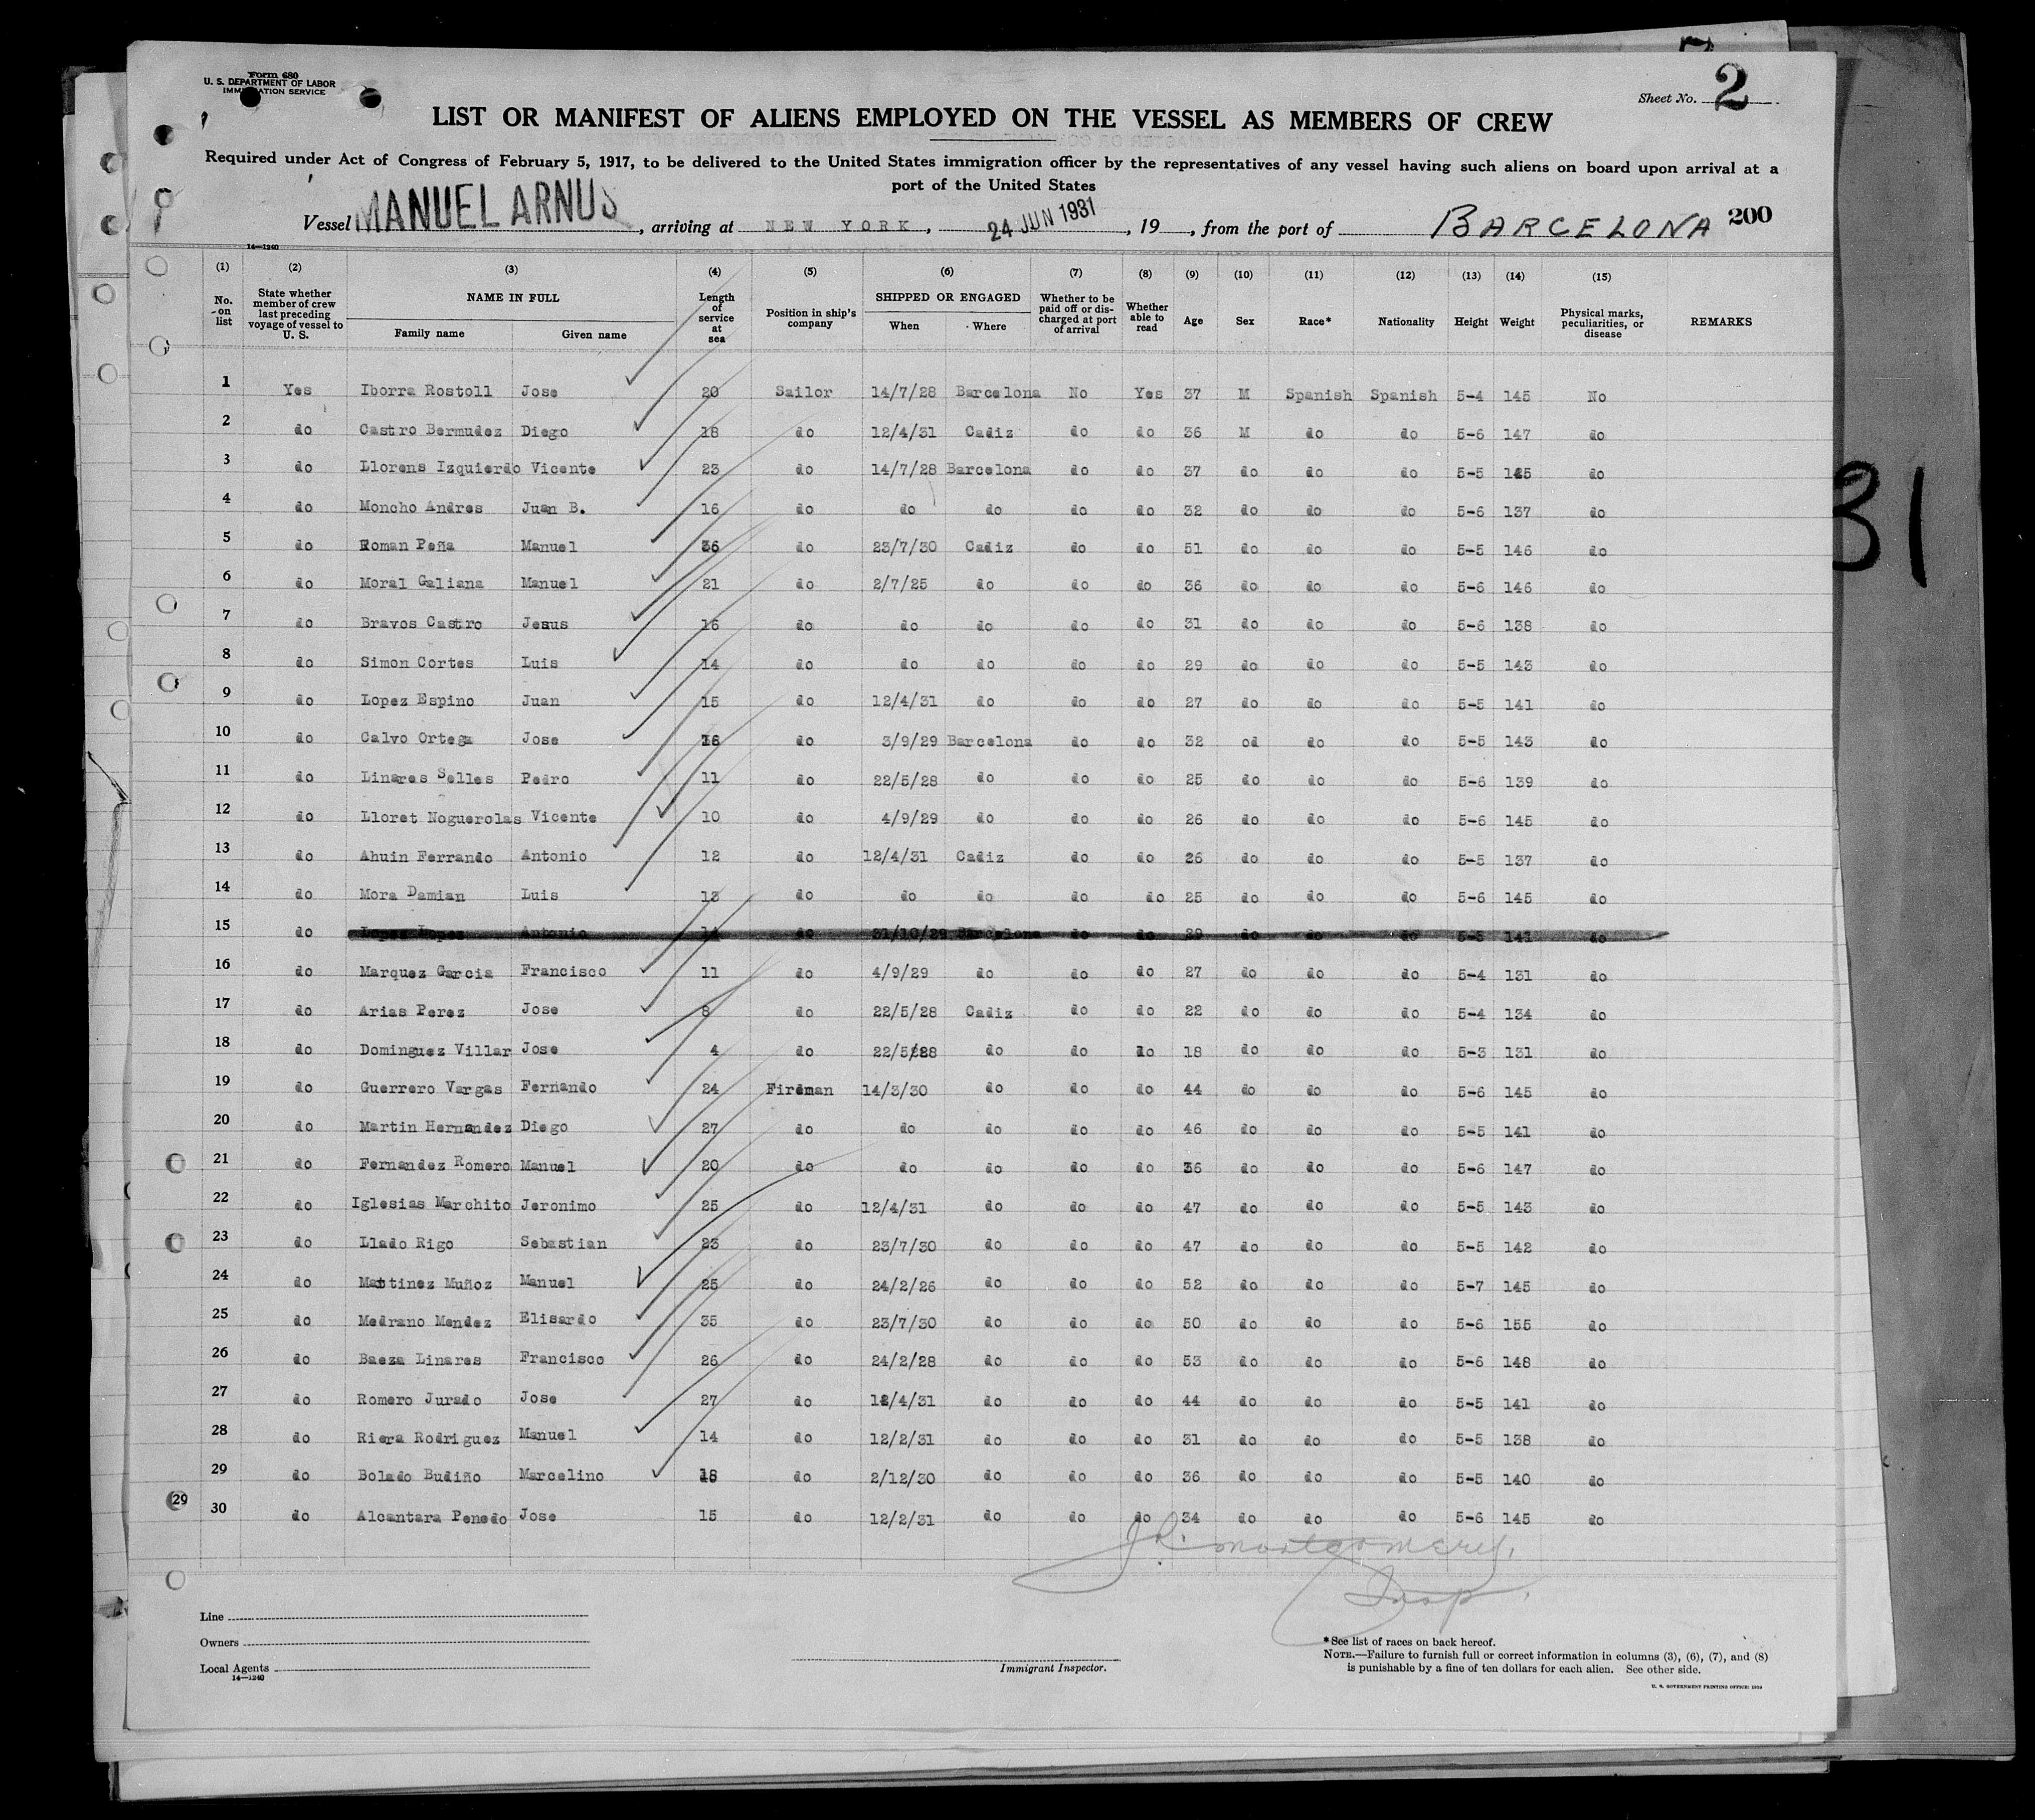 Form 680
U. S. DEPARTMENT OF LABOR
IMMIGRATION SERVICE
Sheet No. 2
LIST OR MANIFEST OF ALIENS EMPLOYED ON THE VESSEL AS MEMBERS OF CREW
Required under Act of Congress of February 5, 1917, to be delivered to the United States immigration officer by the representatives of any vessel having such aliens on board upon arrival at a
port of the United States
Vessel MANUEL ARNUS, arriving at NEW YORK, 24 JUN 1931, 19, from the port of BARCELONA 200
14—1240
(1) (2) (3) (4) (5) (6) (7) (8) (9) (10) (11) (12) (13) (14) (15)
No. on list State whether member of crew last preceding voyage of vessel to U. S. NAME IN FULL Family name Given name Length of service at sea Position in ship's company SHIPPED OR ENGAGED When Where Whether to be paid off or discharged at port of arrival Whether able to read Age Sex Race* Nationality Height Weight Physical marks, peculiarities, or disease REMARKS
1 Yes Iborra Rostoll Jose 20 Sailor 14/7/28 Barcelona No Yes 37 M Spanish Spanish 5-4 145 No
2 do Castro Bermudez Diego 18 do 12/4/31 Cadiz do do 36 M do do 5-6 147 do
3 do Llorens Izquierdo Vicente 23 do 14/7/28 Barcelona do do 37 do do do 5-5 145 do
4 do Moncho Andres Juan B. 16 do do do do do 32 do do do 5-6 137 do
5 do Roman Peña Manuel 36 do 23/7/30 Cadiz do do 51 do do do 5-5 146 do
6 do Moral Galiana Manuel 21 do 2/7/25 do do do 36 do do do 5-6 146 do
7 do Bravos Castro Jesus 16 do do do do do 31 do do do 5-6 138 do
8 do Simon Cortes Luis 14 do do do do do 29 do do do 5-5 143 do
9 do Lopez Espino Juan 15 do 12/4/31 do do do 27 do do do 5-5 141 do
10 do Calvo Ortega Jose 16 do 3/9/29 Barcelona do do 32 od do do 5-5 143 do
11 do Linares Selles Pedro 11 do 22/5/28 do do do 25 do do do 5-6 139 do
12 do Lloret Noguerolas Vicente 10 do 4/9/29 do do do 26 do do do 5-6 145 do
13 do Ahuin Ferrando Antonio 12 do 12/4/31 Cadiz do do 26 do do do 5-5 137 do
14 do Mora Damian Luis 13 do do do do do 25 do do do 5-6 145 do
15 do Lopez Lopez Antonio 14 do 31/10/29 Barcelona do do 29 do do do 5-5 141 do
16 do Marquez Garcia Francisco 11 do 4/9/29 do do do 27 do do do 5-4 131 do
17 do Arias Perez Jose 8 do 22/5/28 Cadiz do do 22 do do do 5-4 134 do
18 do Dominguez Villar Jose 4 do 22/5/28 do do do 18 do do do 5-3 131 do
19 do Guerrero Vargas Fernando 24 Fireman 14/3/30 do do do 44 do do do 5-6 145 do
20 do Martin Hernandez Diego 27 do do do do do 46 do do do 5-5 141 do
21 do Fernandez Romero Manuel 20 do do do do do 36 do do do 5-6 147 do
22 do Iglesias Marchito Jeronimo 25 do 12/4/31 do do do 47 do do do 5-5 143 do
23 do Llado Rigo Sebastian 23 do 23/7/30 do do do 47 do do do 5-5 142 do
24 do Mattinez Muñoz Manuel 25 do 24/2/26 do do do 52 do do do 5-7 145 do
25 do Medrano Mendez Elisardo 35 do 23/7/30 do do do 50 do do do 5-6 155 do
26 do Baeza Linares Francisco 26 do 24/2/28 do do do 53 do do do 5-6 148 do
27 do Romero Jurado Jose 27 do 12/4/31 do do do 44 do do do 5-5 141 do
28 do Riera Rodriguez Manuel 14 do 12/2/31 do do do 31 do do do 5-5 138 do
29 do Bolado Budiño Marcelino 18 do 2/12/30 do do do 36 do do do 5-5 140 do
29
30 do Alcantara Penedo Jose 15 do 12/2/31 do do do 34 do do do 5-6 145 do
J.R. Montgomery,
Insp.
Line
Owners
Local Agents
14—1240
Immigrant Inspector.
*See list of races on back hereof.
NOTE.—Failure to furnish full or correct information in columns (3), (6), (7), and (8)
is punishable by a fine of ten dollars for each alien. See other side.
U. S. GOVERNMENT PRINTING OFFICE:
31